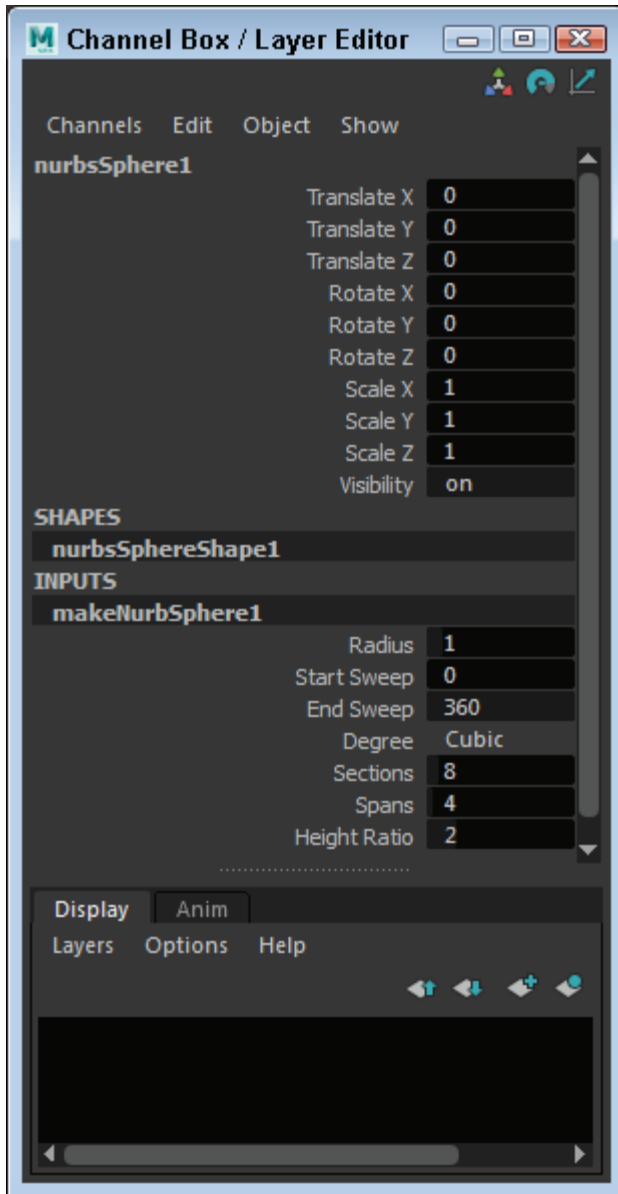 Channel Box / Layer Editor
Channels Edit Object Show
nurbsSphere1
Translate X 0
Translate Y 0
Translate Z 0
Rotate X 0
Rotate Y 0
Rotate Z 0
Scale X 1
Scale Y 1
Scale Z 1
Visibility on
SHAPES
nurbsSphereShape1
INPUTS
makeNurbSphere1
Radius 1
Start Sweep 0
End Sweep 360
Degree Cubic
Sections 8
Spans 4
Height Ratio 2
Display Anim
Layers Options Help